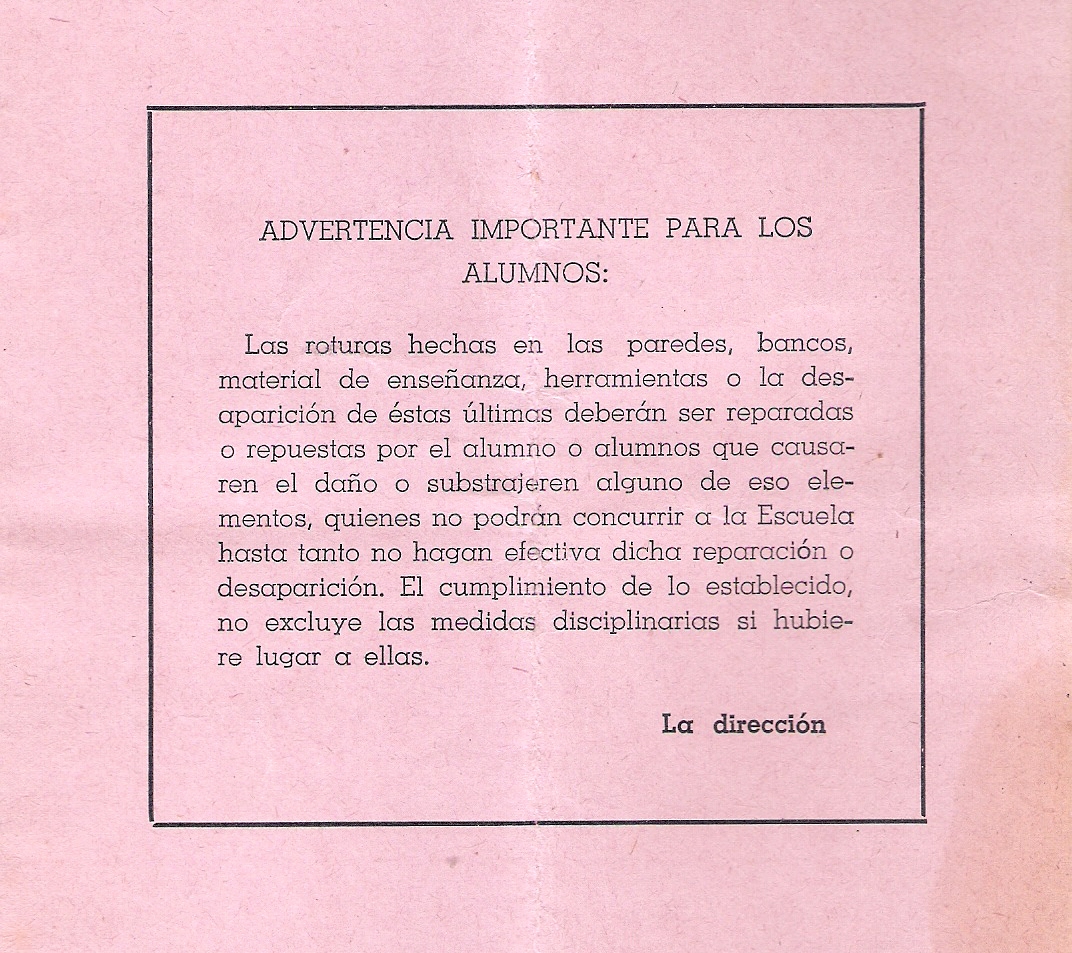 ADVERTENCIA IMPORTANTE PARA LOS
ALUMNOS:
Las roturas hechas en las paredes, bancos,
material de enseñanza, herramientas o la des-
aparición de éstas últimas deberán ser reparadas
o repuestas por el alumno o alumnos que causa-
ren el daño o substrajeren alguno de eso ele-
mentos, quienes no podrán concurrir a la Escuela
hasta tanto no hagan efectiva dicha reparación o
desaparición. El cumplimiento de lo establecido,
no excluye las medidas disciplinarias si hubie-
re lugar a ellas.
La dirección